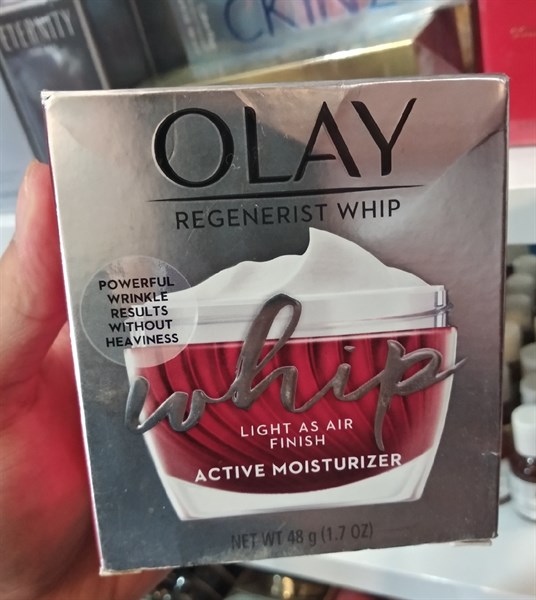 ETERNITY
OLAY
REGENERIST WHIP
POWERFUL
WRINKLE
RESULTS
WITHOUT
HEAVINESS
whip
LIGHT AS AIR
FINISH
ACTIVE MOISTURIZER
NET WT 48 g (1.7 OZ)